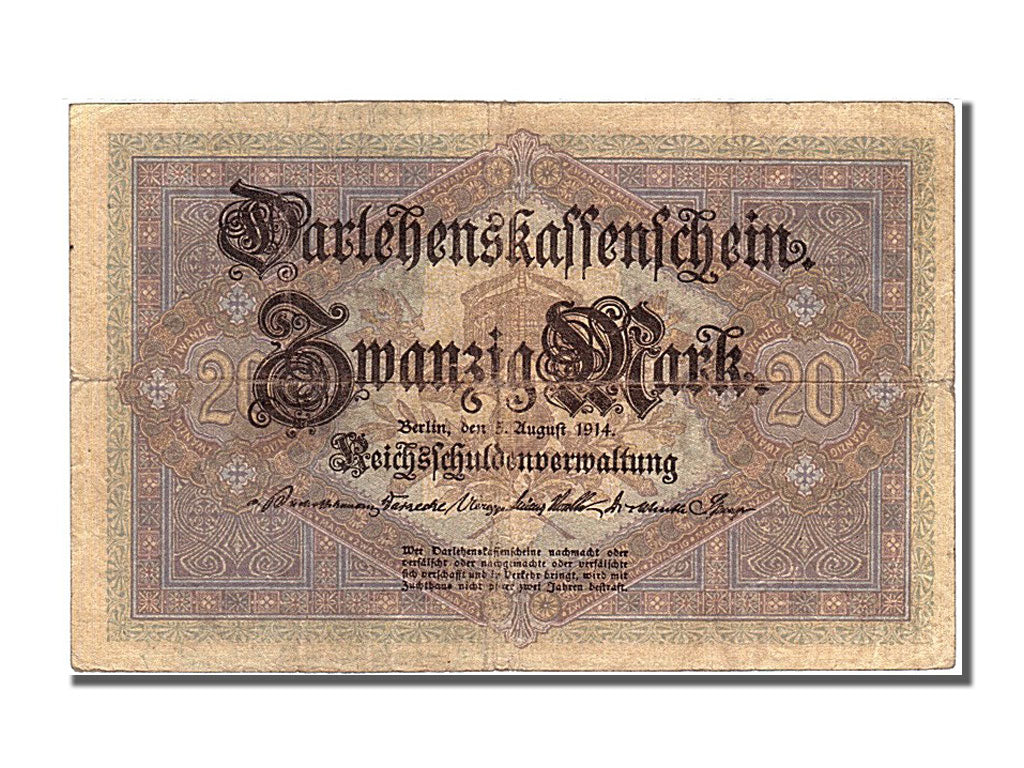 Darlehenskassenschein.
20 Zwanzig Mark. 20
Berlin, den 5. August 1914.
Reichsschuldenverwaltung
Wer Darlehenskassenscheine nachmacht oder
verfälscht oder nachgemachte oder verfälschte
sich verschafft und in Verkehr bringt, wird mit
Zuchthaus nicht unter zwei Jahren bestraft.